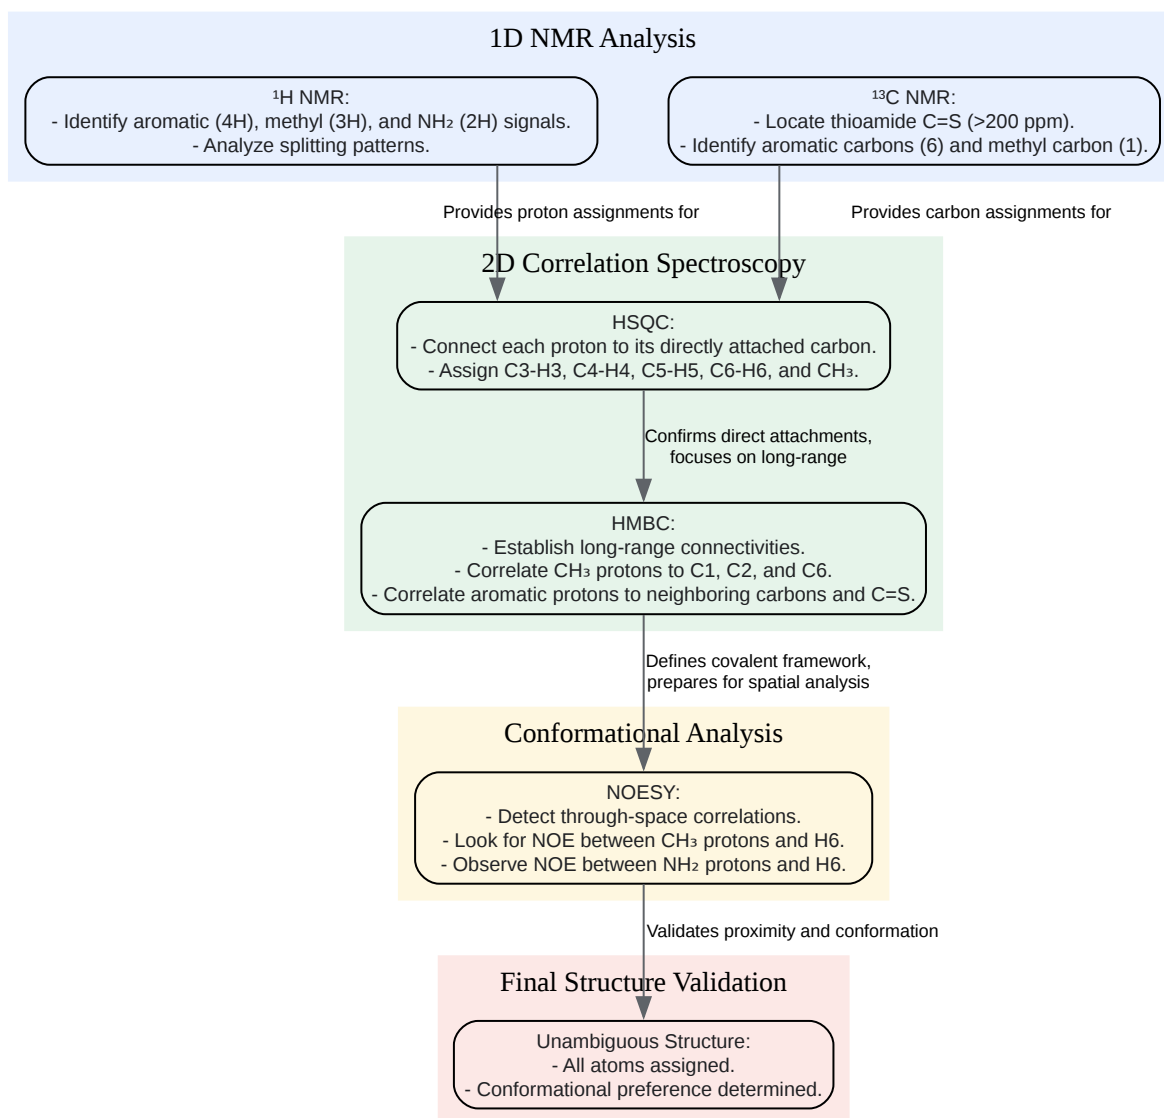 1D NMR Analysis
¹H NMR:
- Identify aromatic (4H), methyl (3H), and NH₂ (2H) signals.
- Analyze splitting patterns.
¹³C NMR:
- Locate thioamide C=S (>200 ppm).
- Identify aromatic carbons (6) and methyl carbon (1).
Provides proton assignments for
Provides carbon assignments for
2D Correlation Spectroscopy
HSQC:
- Connect each proton to its directly attached carbon.
- Assign C3-H3, C4-H4, C5-H5, C6-H6, and CH₃.
Confirms direct attachments,
focuses on long-range
HMBC:
- Establish long-range connectivities.
- Correlate CH₃ protons to C1, C2, and C6.
- Correlate aromatic protons to neighboring carbons and C=S.
Defines covalent framework,
prepares for spatial analysis
Conformational Analysis
NOESY:
- Detect through-space correlations.
- Look for NOE between CH₃ protons and H6.
- Observe NOE between NH₂ protons and H6.
Validates proximity and conformation
Final Structure Validation
Unambiguous Structure:
- All atoms assigned.
- Conformational preference determined.